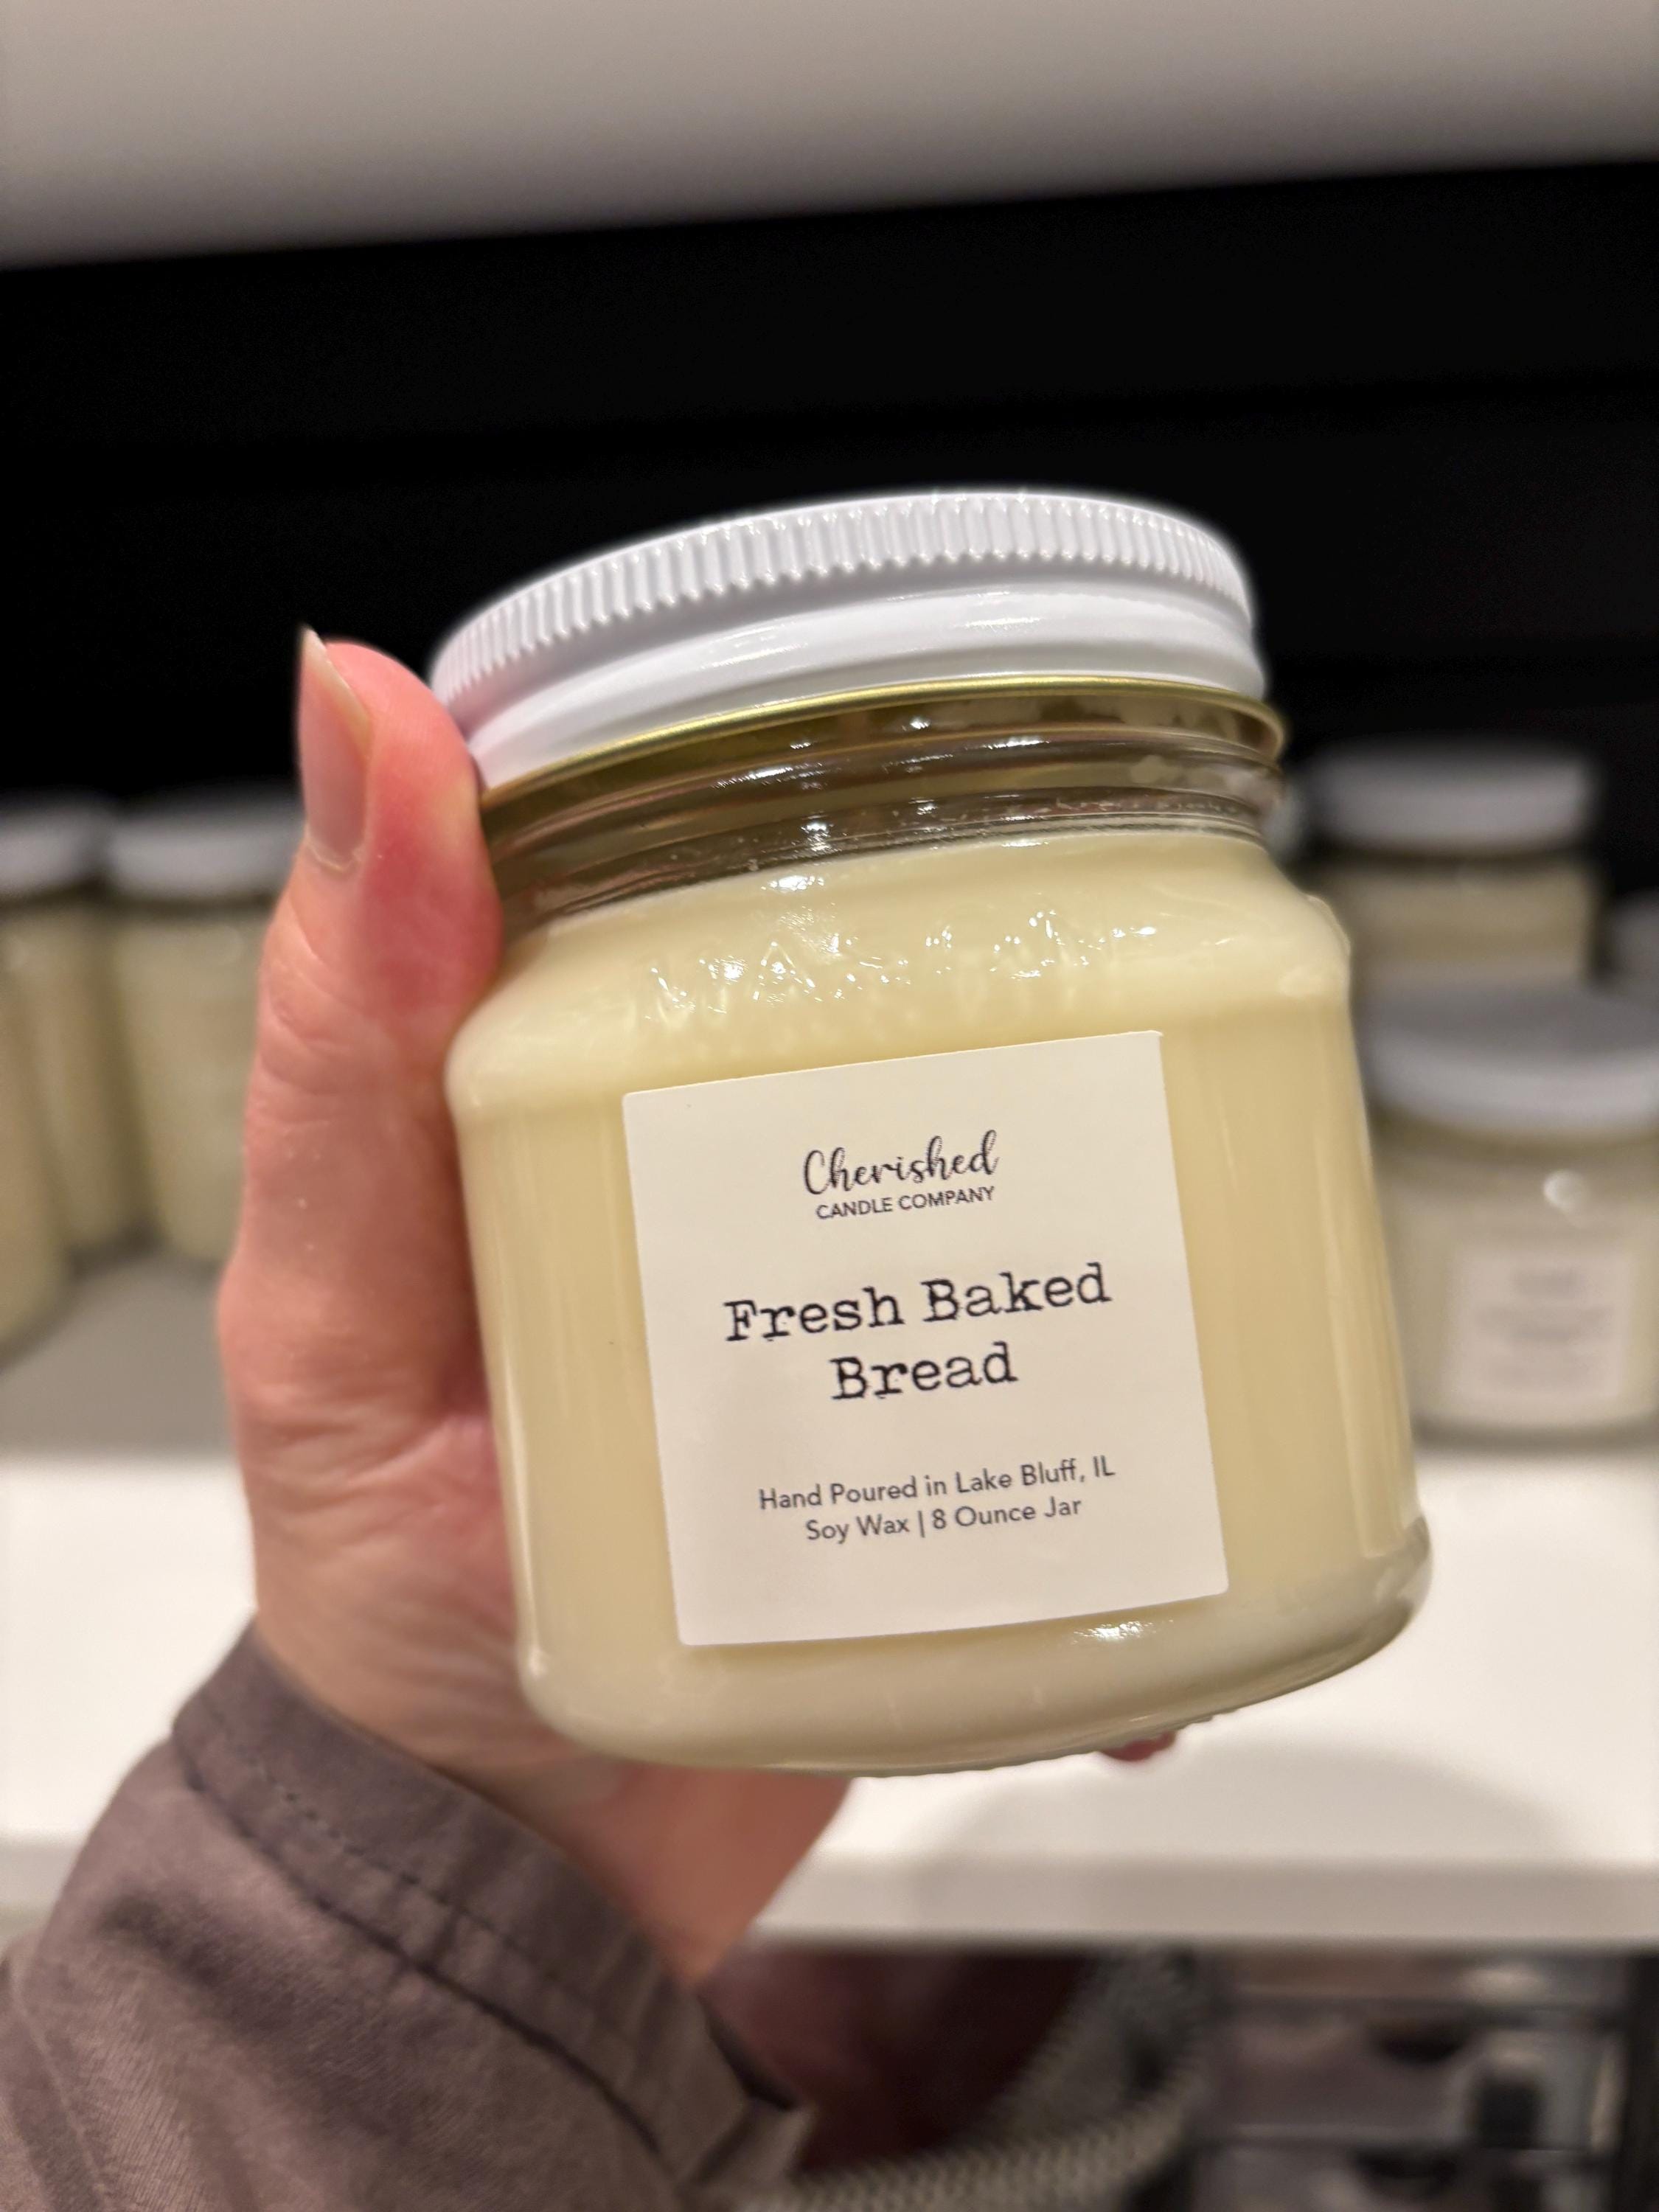 Cherished
CANDLE COMPANY
Fresh Baked
Bread
Hand Poured in Lake Bluff, IL
Soy Wax | 8 Ounce Jar